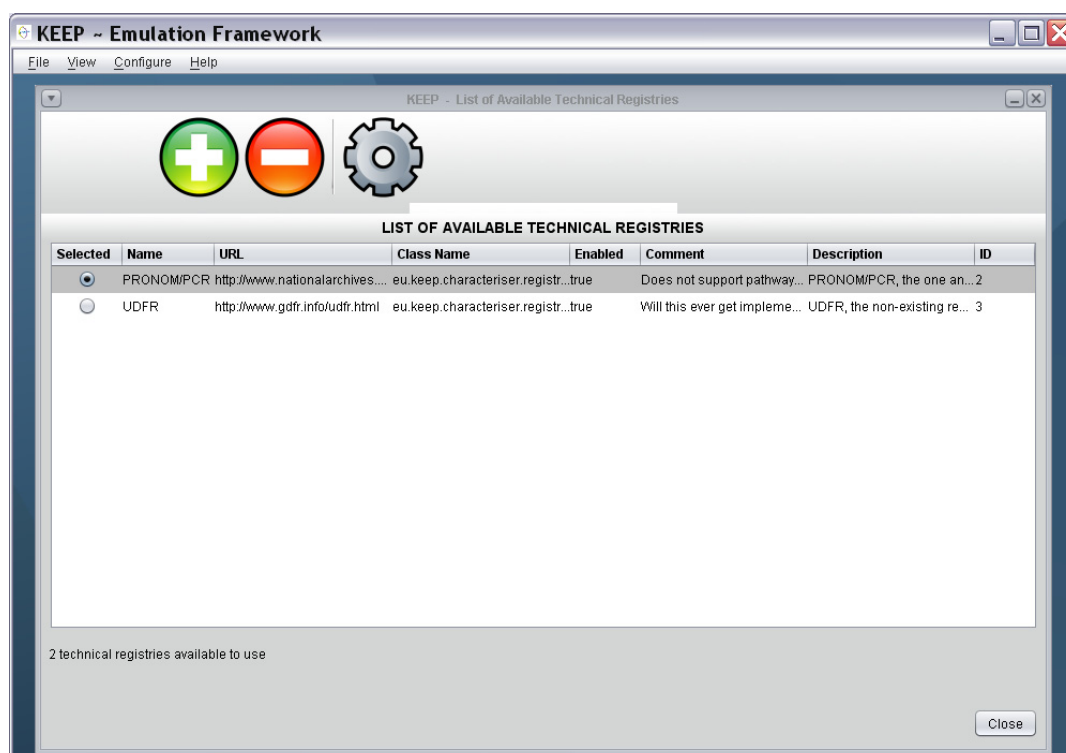 KEEP ~ Emulation Framework
File View Configure Help
KEEP - List of Available Technical Registries
LIST OF AVAILABLE TECHNICAL REGISTRIES
Selected Name URL Class Name Enabled Comment Description ID
PRONOM/PCR http://www.nationalarchives.... eu.keep.characteriser.registr... true Does not support pathway... PRONOM/PCR, the one an... 2
UDFR http://www.gdfr.info/udfr.html eu.keep.characteriser.registr... true Will this ever get impleme... UDFR, the non-existing re... 3
2 technical registries available to use
Close